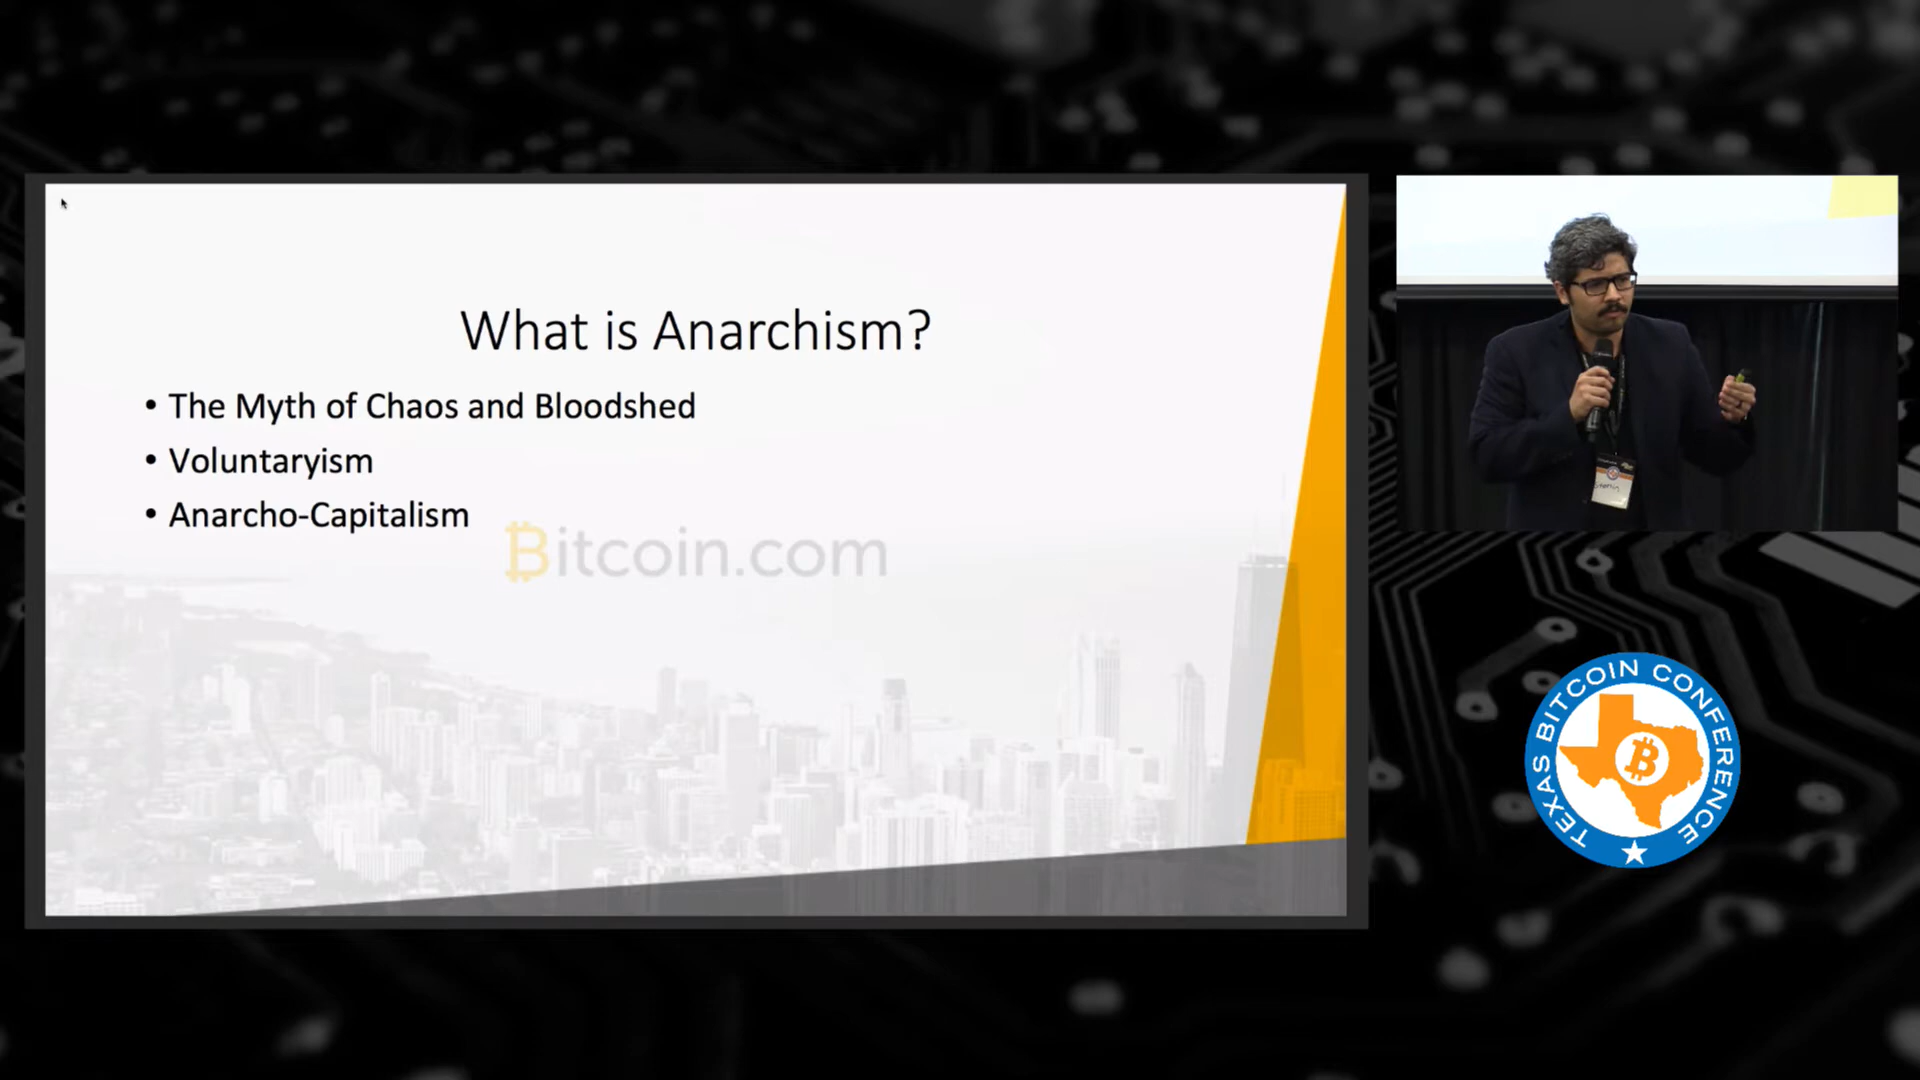 What is Anarchism?
• The Myth of Chaos and Bloodshed
• Voluntaryism
• Anarcho-Capitalism
Bitcoin.com
TEXAS BITCOIN CONFERENCE